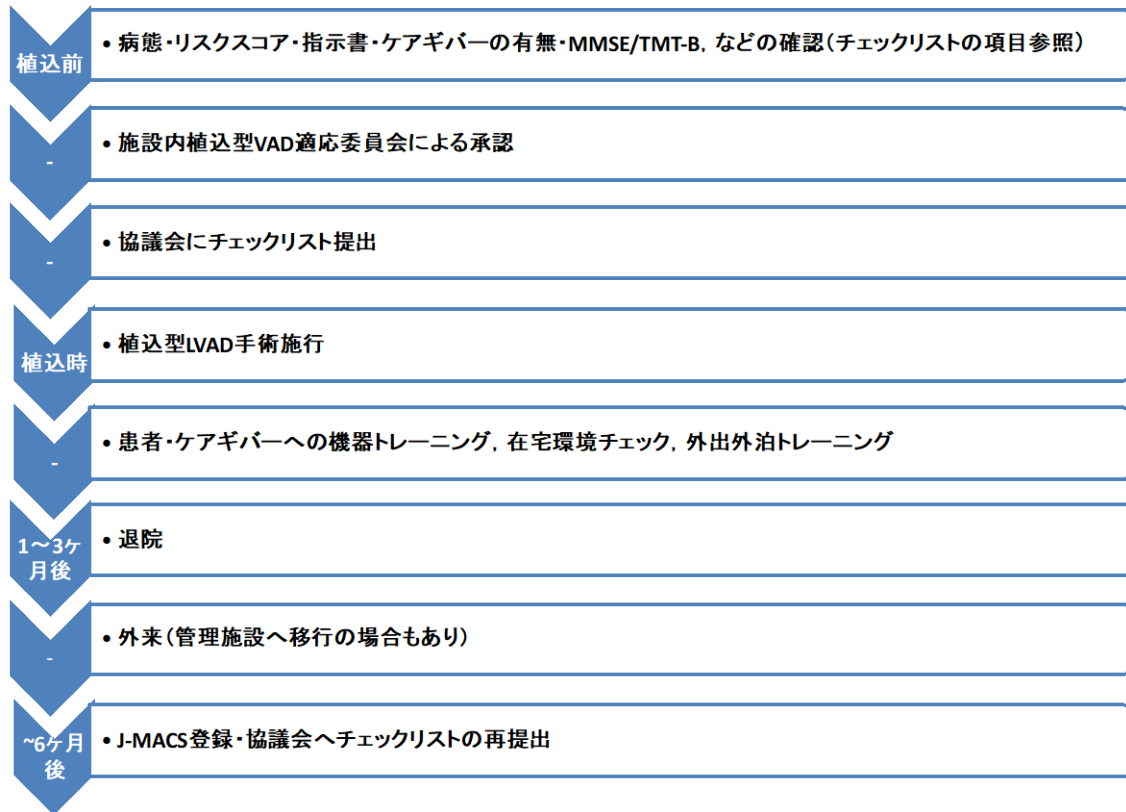 植込前
• 病態・リスクスコア・指示書・ケアギバーの有無・MMSE/TMT-B, などの確認(チェックリストの項目参照)
-
• 施設内植込型VAD適応委員会による承認
-
• 協議会にチェックリスト提出
植込時
• 植込型LVAD手術施行
-
• 患者・ケアギバーへの機器トレーニング, 在宅環境チェック, 外出外泊トレーニング
1～3ヶ
月後
• 退院
-
• 外来(管理施設へ移行の場合もあり)
~6ヶ月
後
• J-MACS登録・協議会へチェックリストの再提出